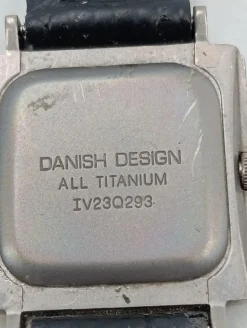 DANISH DESIGN
ALL TITANIUM
IV23Q293